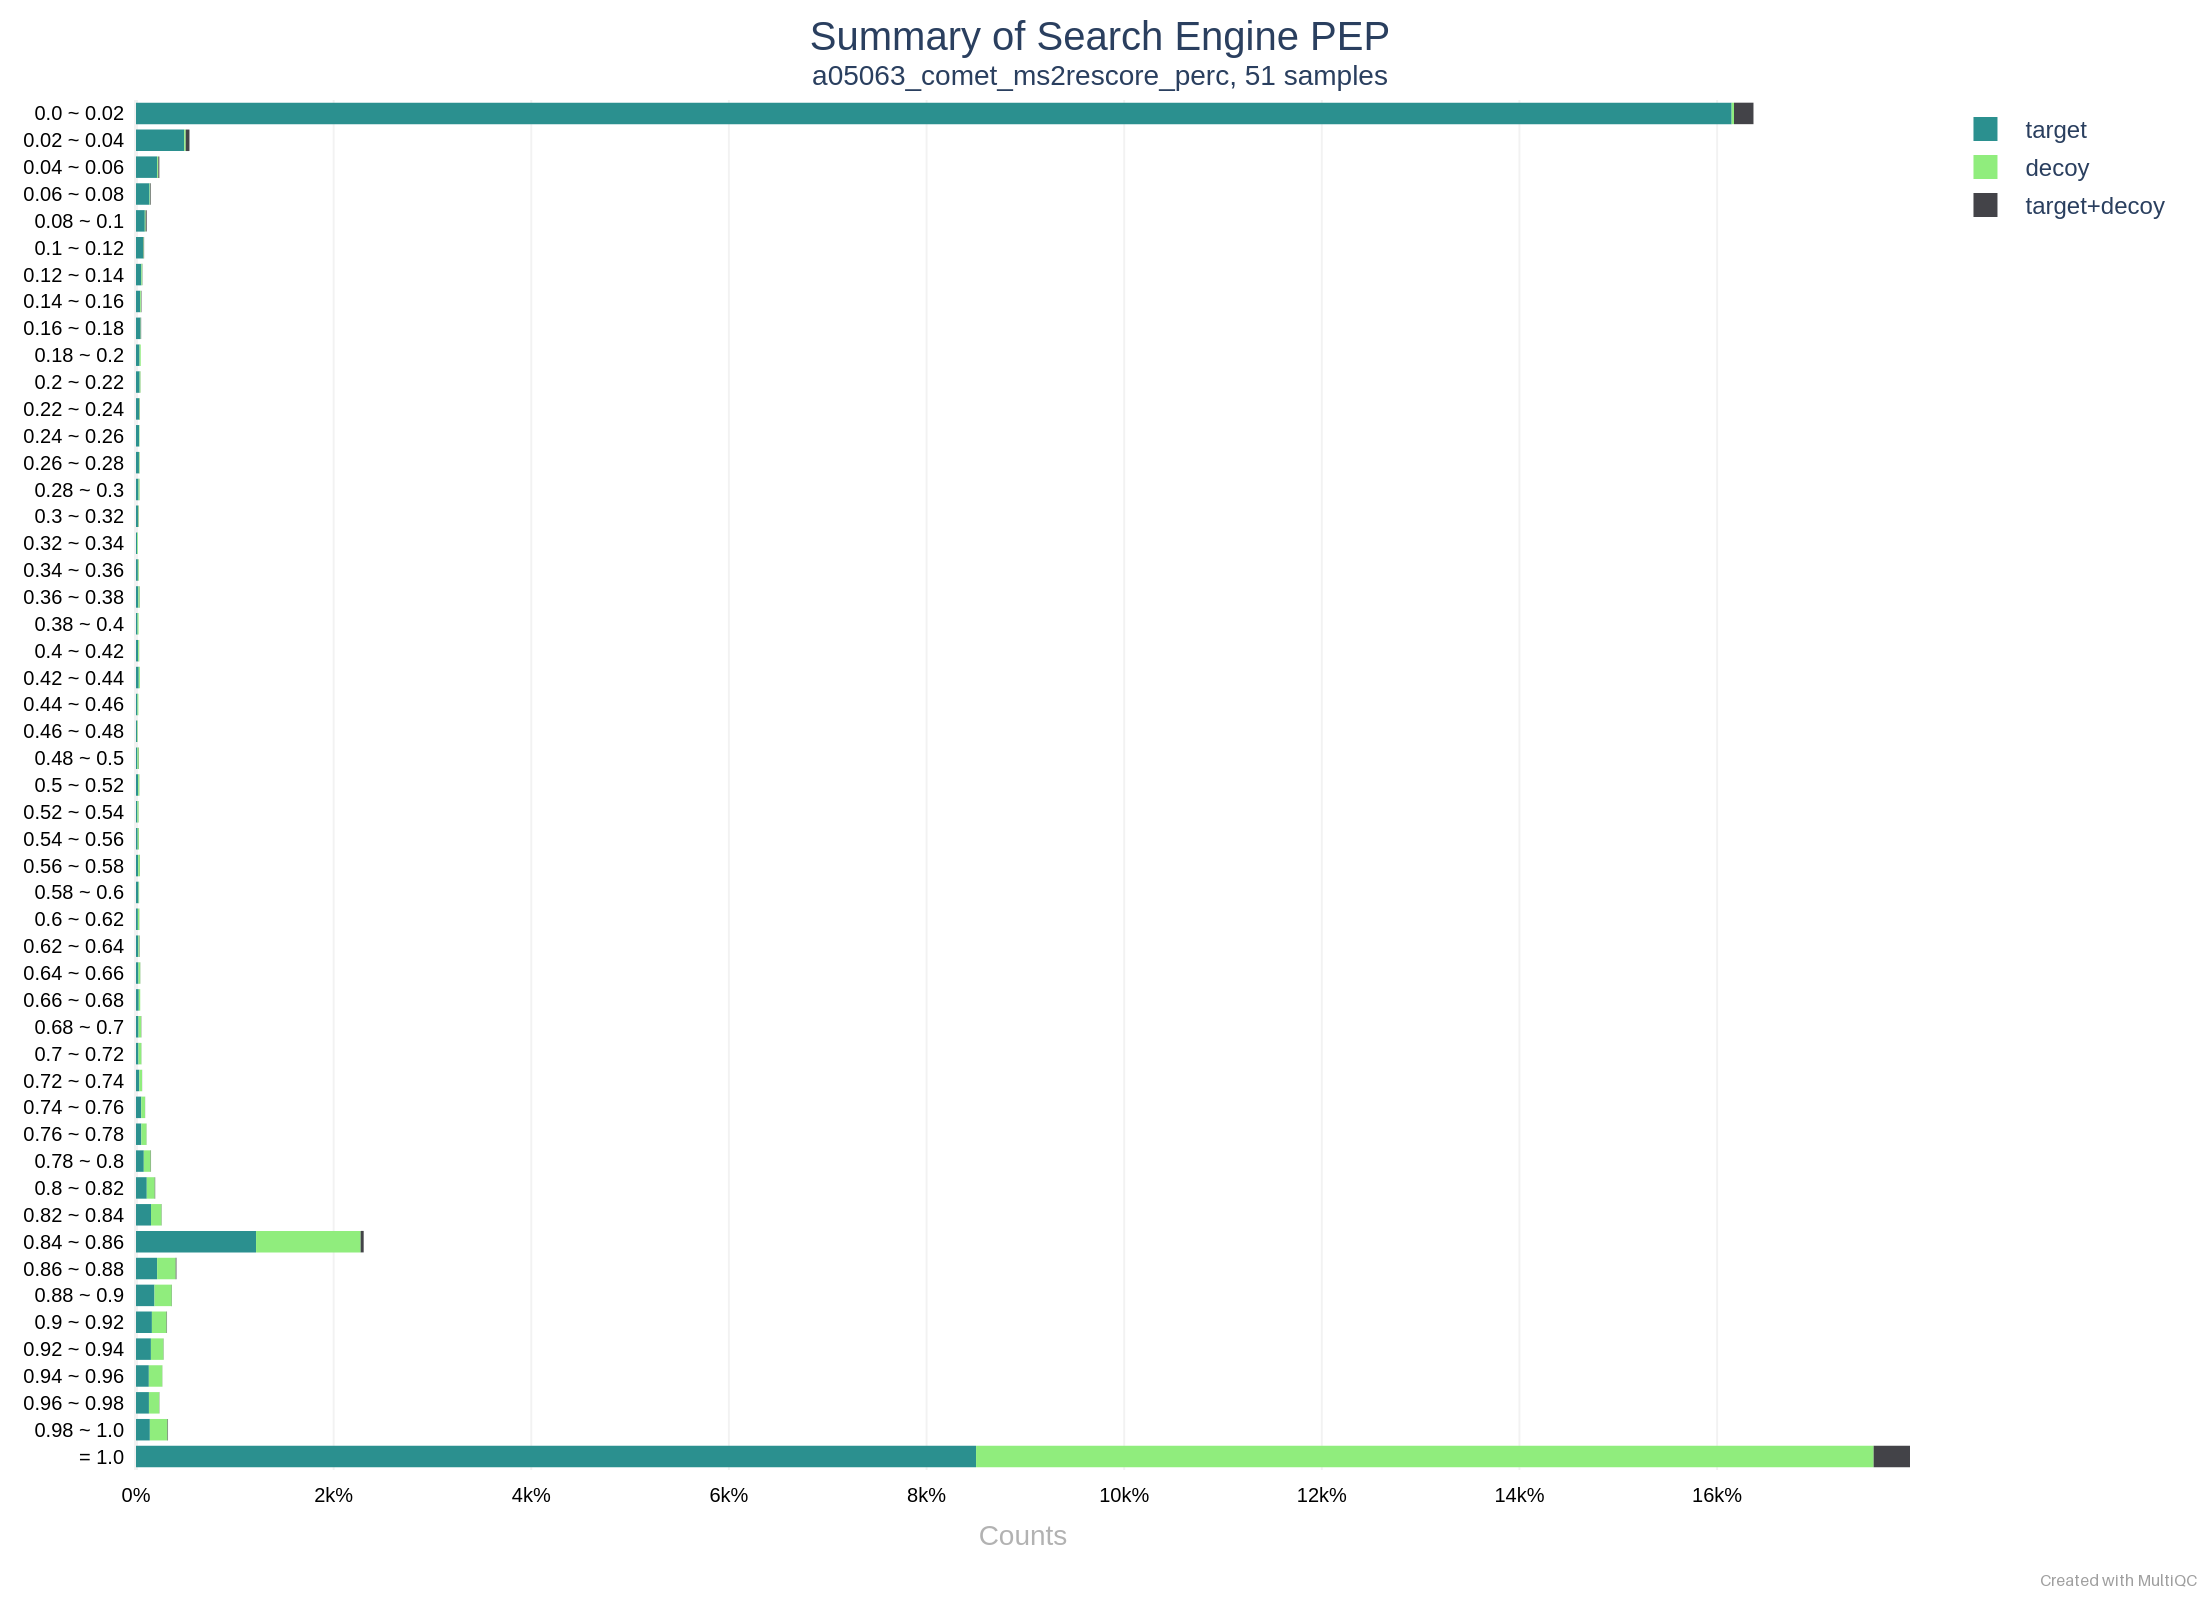 Summary of Search Engine PEP
a05063_comet_ms2rescore_perc, 51 samples
0.0 ~ 0.02
0.02 ~ 0.04
0.04 ~ 0.06
0.06 ~ 0.08
0.08 ~ 0.1
0.1 ~ 0.12
0.12 ~ 0.14
0.14 ~ 0.16
0.16 ~ 0.18
0.18 ~ 0.2
0.2 ~ 0.22
0.22 ~ 0.24
0.24 ~ 0.26
0.26 ~ 0.28
0.28 ~ 0.3
0.3 ~ 0.32
0.32 ~ 0.34
0.34 ~ 0.36
0.36 ~ 0.38
0.38 ~ 0.4
0.4 ~ 0.42
0.42 ~ 0.44
0.44 ~ 0.46
0.46 ~ 0.48
0.48 ~ 0.5
0.5 ~ 0.52
0.52 ~ 0.54
0.54 ~ 0.56
0.56 ~ 0.58
0.58 ~ 0.6
0.6 ~ 0.62
0.62 ~ 0.64
0.64 ~ 0.66
0.66 ~ 0.68
0.68 ~ 0.7
0.7 ~ 0.72
0.72 ~ 0.74
0.74 ~ 0.76
0.76 ~ 0.78
0.78 ~ 0.8
0.8 ~ 0.82
0.82 ~ 0.84
0.84 ~ 0.86
0.86 ~ 0.88
0.88 ~ 0.9
0.9 ~ 0.92
0.92 ~ 0.94
0.94 ~ 0.96
0.96 ~ 0.98
0.98 ~ 1.0
= 1.0
0% 2k% 4k% 6k% 8k% 10k% 12k% 14k% 16k%
Counts
target
decoy
target+decoy
Created with MultiQC